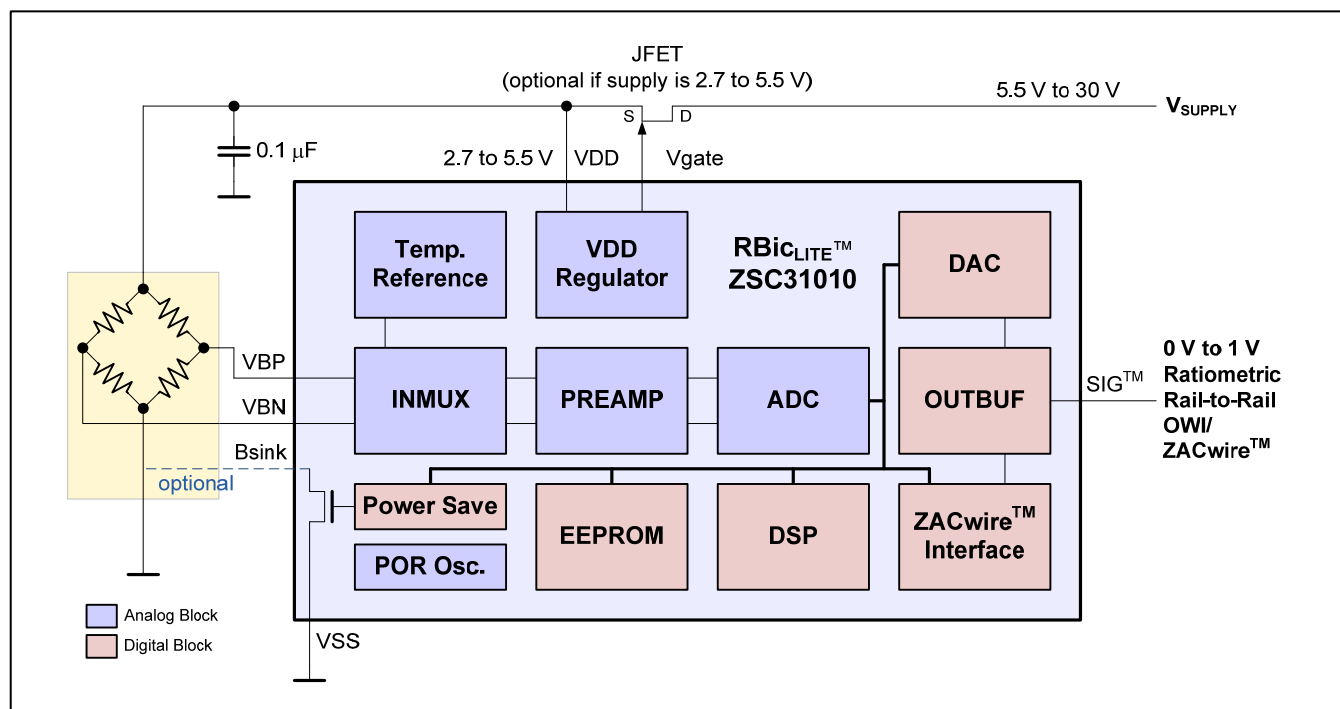 JFET
(optional if supply is 2.7 to 5.5 V)
5.5 V to 30 V
VSUPPLY
S
D
0.1 μF
2.7 to 5.5 V
VDD
Vgate
Temp.
Reference
VDD
Regulator
RBicLITE™
ZSC31010
DAC
VBP
VBN
INMUX
PREAMP
ADC
OUTBUF
SIG™
0 V to 1 V
Ratiometric
Rail-to-Rail
OWI/
ZACwire™
Bsink
optional
Power Save
POR Osc.
EEPROM
DSP
ZACwire™
Interface
Analog Block
Digital Block
VSS